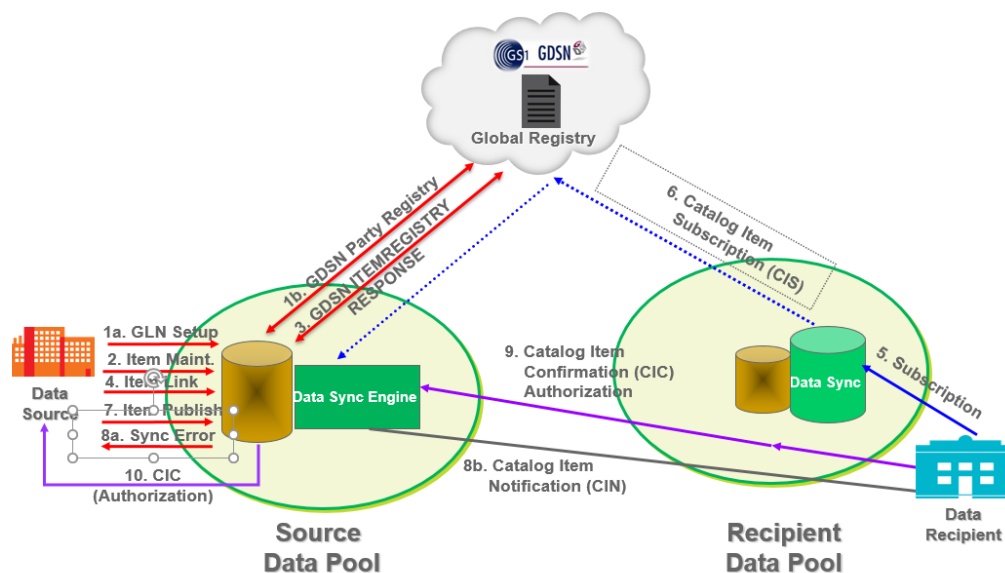 GS1 GDSN
Global Registry
1b. GDSN Party Registry
3. GDSN ITEMREGISTRY
RESPONSE
6. Catalog Item
Subscription (CIS)
1a. GLN Setup
2. Item Maint.
4. Item Link
7. Item Publish
8a. Sync Error
10. CIC
(Authorization)
Data
Source
Data Sync Engine
9. Catalog Item
Confirmation (CIC)
Authorization
8b. Catalog Item
Notification (CIN)
Data Sync
5. Subscription
Data
Recipient
Source
Data Pool
Recipient
Data Pool